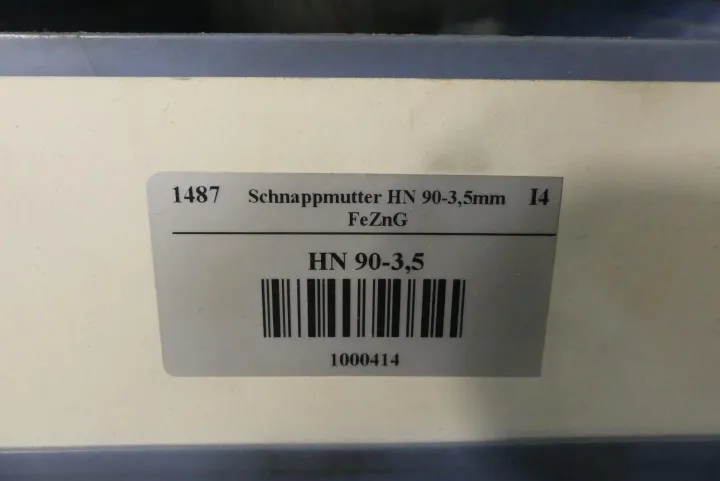 1487 Schnappmutter HN 90-3,5mm I4
FeZnG
HN 90-3,5
1000414